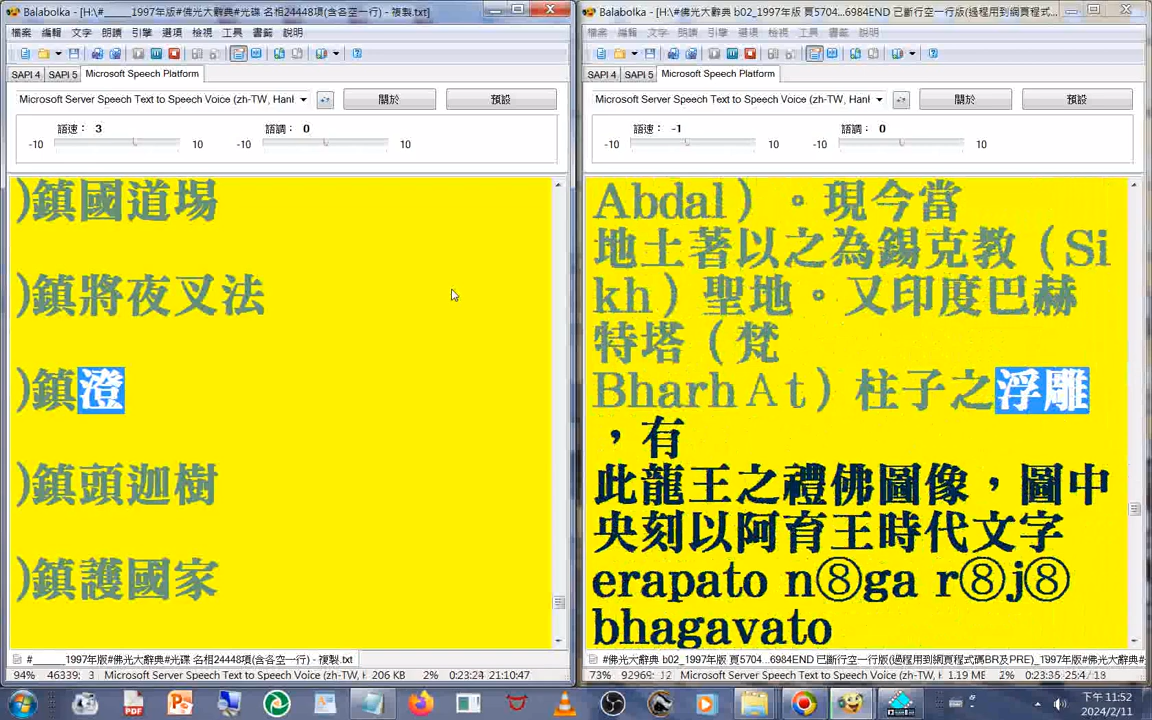 Balabolka - [H:\#_____1997年版#佛光大辭典#光碟 名相24448項(含各空一行) - 複製.txt]
檔案 編輯 文字 朗讀 引擎 選項 檢視 工具 書籤 說明
SAPI 4 SAPI 5 Microsoft Speech Platform
Microsoft Server Speech Text to Speech Voice (zh-TW, Hanl
關於 預設
語速： 3 語調： 0
-10 10 -10 10
)鎮國道場
)鎮將夜叉法
)鎮澄
)鎮頭迦樹
)鎮護國家
#_____1997年版#佛光大辭典#光碟 名相24448項(含各空一行) - 複製.txt
94% 46339: 3 Microsoft Server Speech Text to Speech Voice (zh-TW, H 206 KB 2% 0:23:24 21:10:47
Balabolka - [H:\#佛光大辭典 b02_1997年版 頁5704...6984END 已斷行空一行版(過程用到網頁程式...
檔案 編輯 文字 朗讀 引擎 選項 檢視 工具 書籤 說明
SAPI 4 SAPI 5 Microsoft Speech Platform
Microsoft Server Speech Text to Speech Voice (zh-TW, Hanl
關於 預設
語速： -1 語調： 0
-10 10 -10 10
Abdal）。現今當
地土著以之為錫克教（Si
kh）聖地。又印度巴赫
特塔（梵
BharhＡt）柱子之浮雕
，有
此龍王之禮佛圖像，圖中
央刻以阿育王時代文字
erapato n⑧ga r⑧j⑧
bhagavato
#佛光大辭典 b02_1997年版 頁5704...6984END 已斷行空一行版(過程用到網頁程式碼BR及PRE)_1997年版#佛光大辭典#
73% 92969: 12 Microsoft Server Speech Text to Speech Voice (zh-TW, H 1.19 ME 2% 0:23:35
下午 11:52
2024/2/11